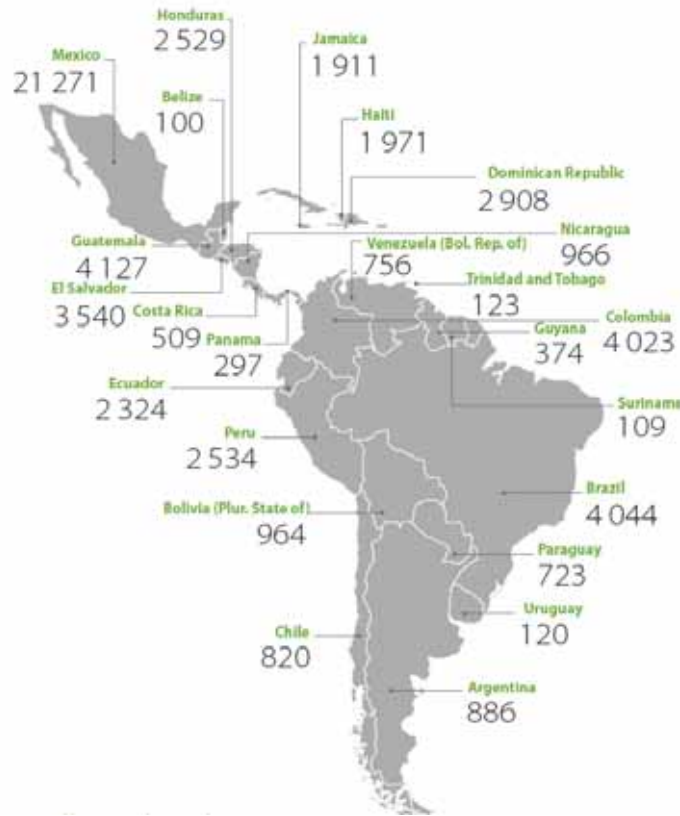 Honduras
2 529
Jamaica
1 911
Mexico
21 271
Belize
100
Haiti
1 971
Dominican Republic
2 908
Guatemala
4 127
Venezuela (Bol. Rep. of)
756
Nicaragua
966
El Salvador
3 540
Costa Rica
509
Panama
297
Trinidad and Tobago
123
Guyana
374
Colombia
4 023
Ecuador
2 324
Suriname
109
Peru
2 534
Brazil
4 044
Bolivia (Plur. State of)
964
Paraguay
723
Uruguay
120
Chile
820
Argentina
886